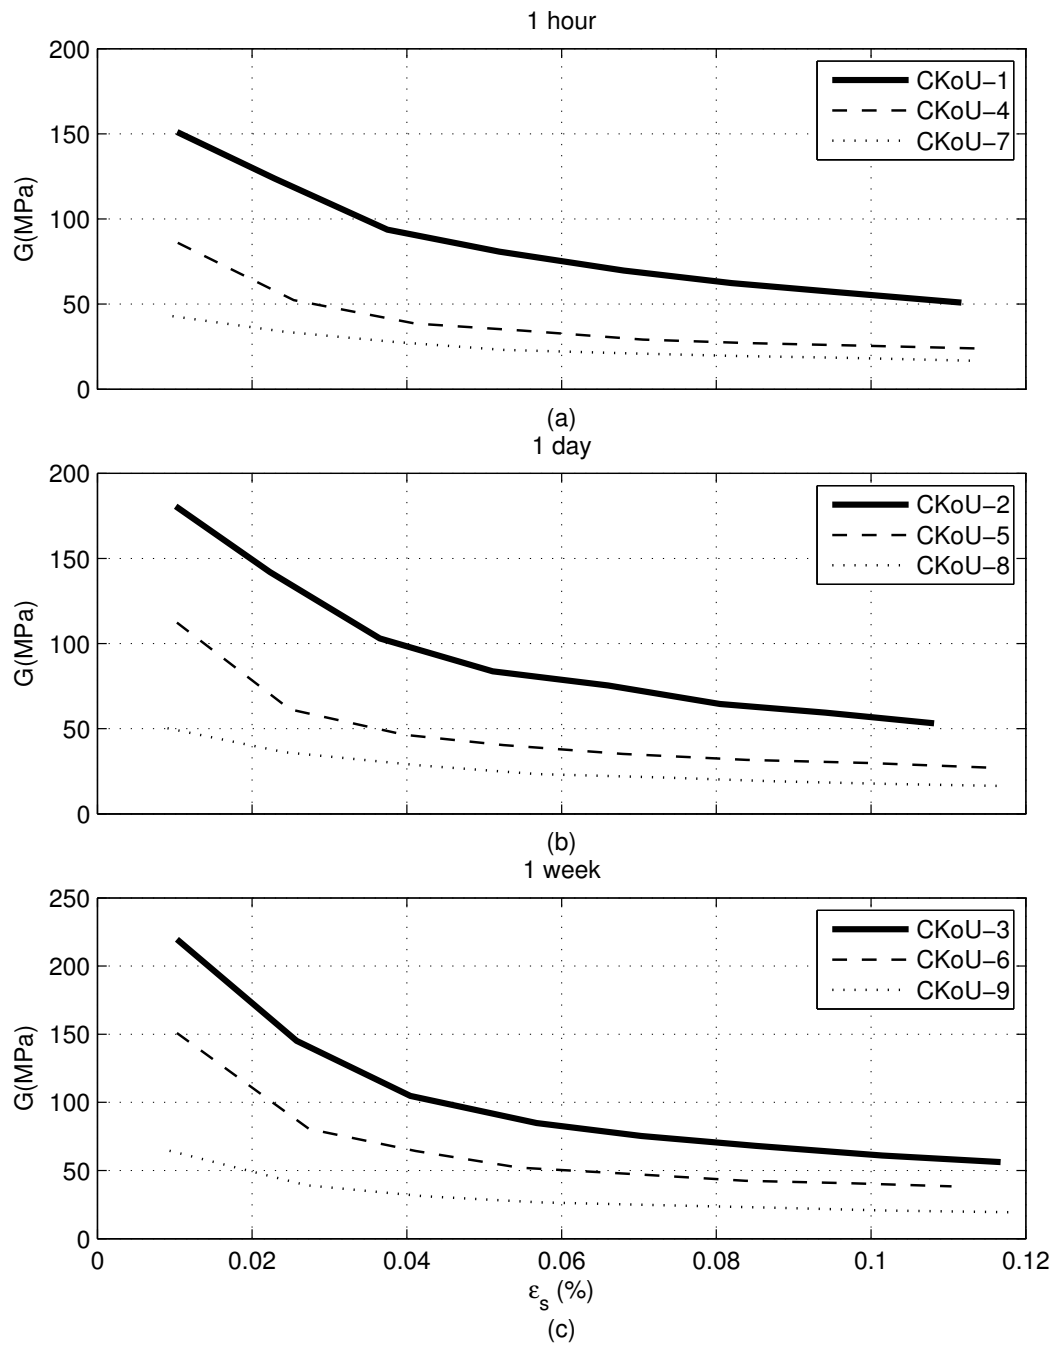 1 hour
200
150
100
50
0
G(MPa)
CKoU−1
CKoU−4
CKoU−7
(a)
1 day
200
150
100
50
0
G(MPa)
CKoU−2
CKoU−5
CKoU−8
(b)
1 week
250
200
150
100
50
0
G(MPa)
CKoU−3
CKoU−6
CKoU−9
0 0.02 0.04 0.06 0.08 0.1 0.12
εs (%)
(c)